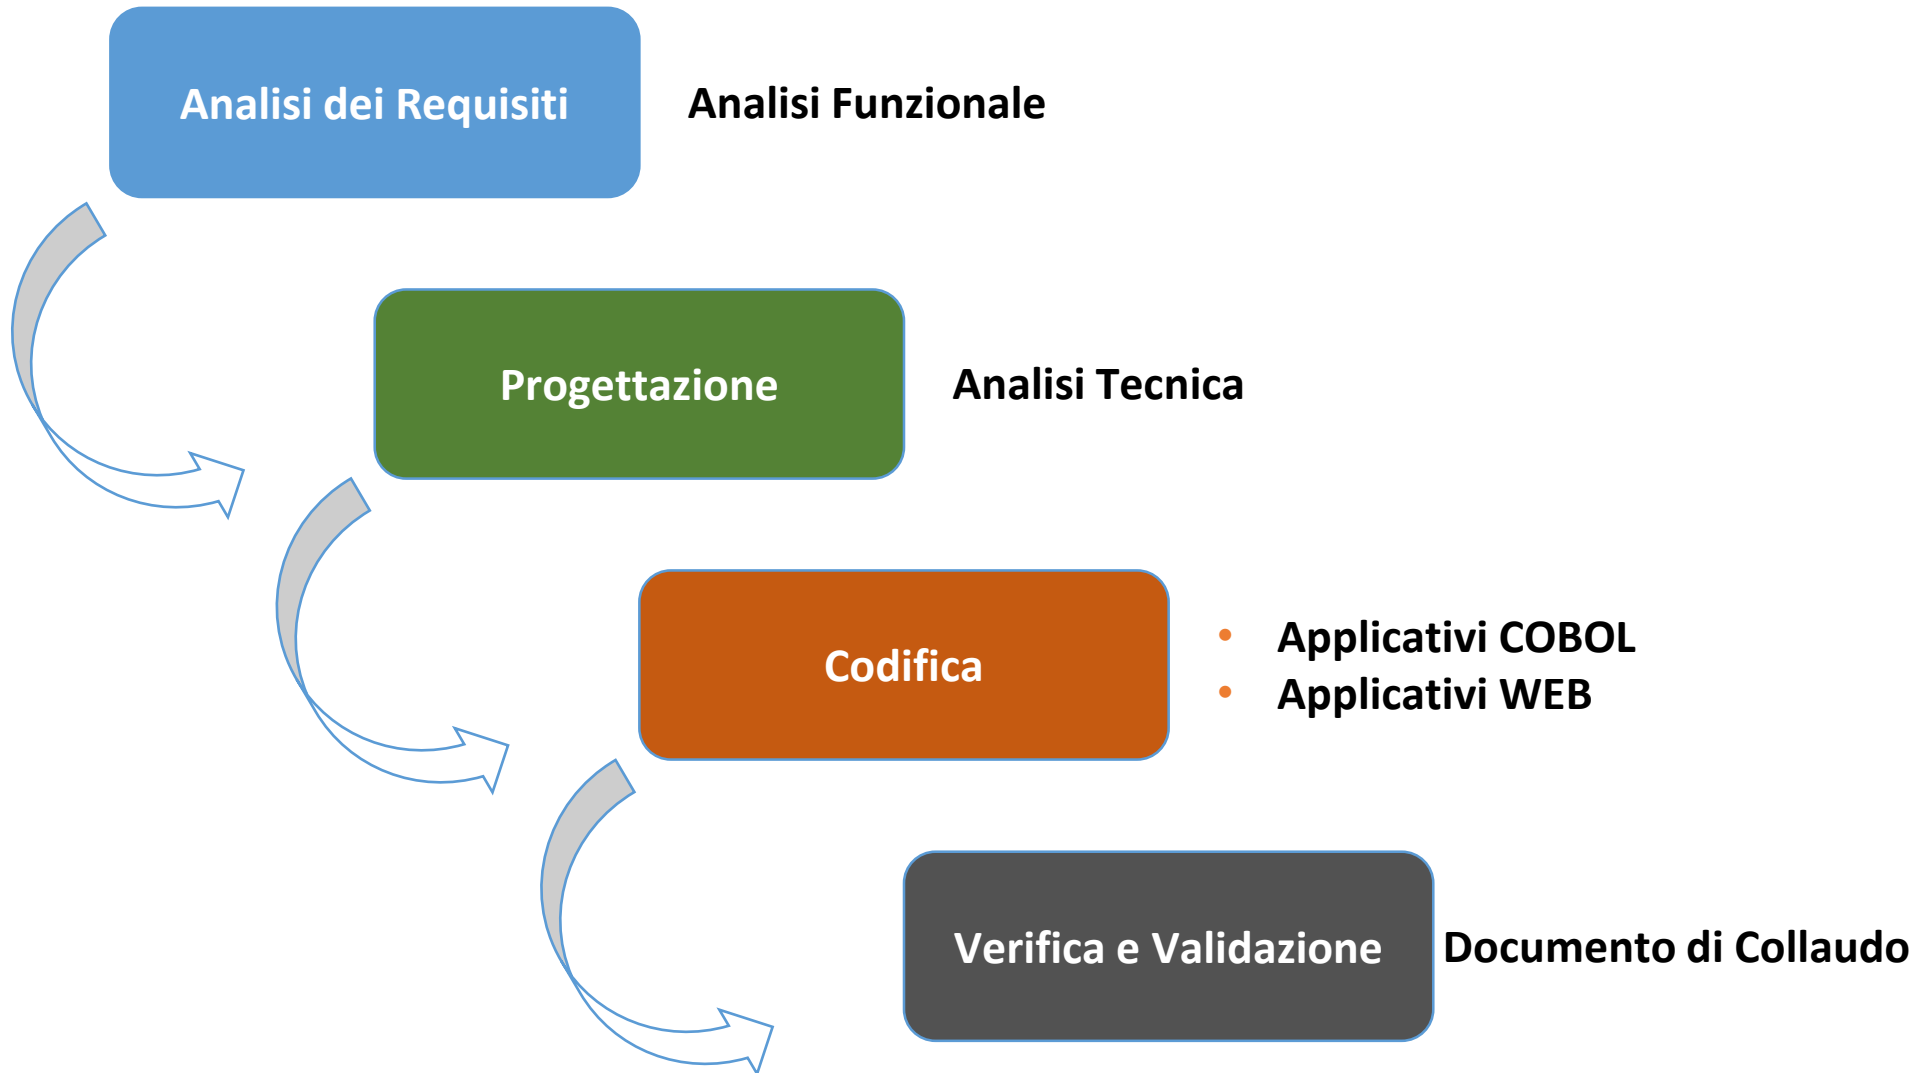 Analisi dei Requisiti
Analisi Funzionale
Progettazione
Analisi Tecnica
Codifica
• Applicativi COBOL
• Applicativi WEB
Verifica e Validazione
Documento di Collaudo